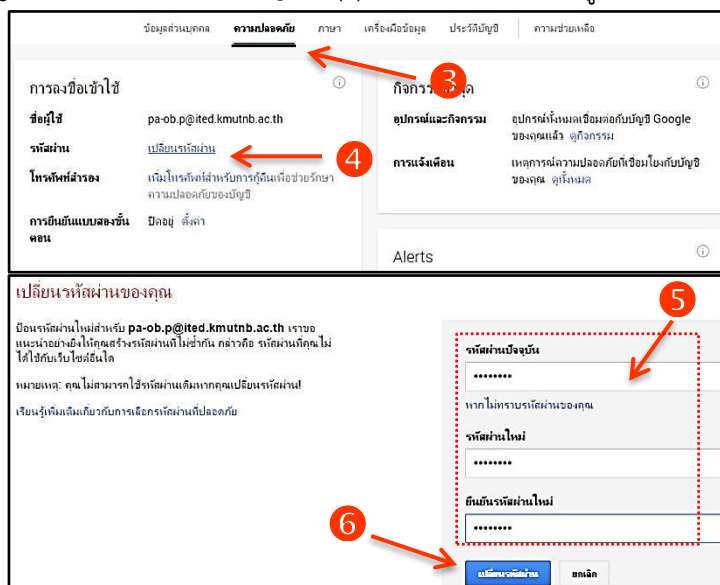 ข้อมูลส่วนบุคคล ความปลอดภัย ภาษา เครื่องมือข้อมูล ประวัติบัญชี ความช่วยเหลือ
3
การลงชื่อเข้าใช้
ชื่อผู้ใช้ pa-ob.p@ited.kmutnb.ac.th
รหัสผ่าน เปลี่ยนรหัสผ่าน
4
โทรศัพท์สำรอง เพิ่มโทรศัพท์สำหรับการกู้คืนเพื่อช่วยรักษา
ความปลอดภัยของบัญชี
การยืนยันแบบสองขั้น ปิดอยู่ ตั้งค่า
ตอน
อุปกรณ์และกิจกรรม อุปกรณ์ทั้งหมดเชื่อมต่อกับบัญชี Google
ของคุณแล้ว ดูกิจกรรม
การแจ้งเตือน เหตุการณ์ความปลอดภัยที่เชื่อมโยงกับบัญชี
ของคุณ ดูทั้งหมด
Alerts
เปลี่ยนรหัสผ่านของคุณ
5
ป้อนรหัสผ่านใหม่สำหรับ pa-ob.p@ited.kmutnb.ac.th เราขอ
แนะนำอย่างยิ่งให้คุณสร้างรหัสผ่านที่ไม่ซ้ำกัน กล่าวคือ รหัสผ่านที่คุณไม่
ได้ใช้กับเว็บไซต์อื่นใด
หมายเหตุ: คุณไม่สามารถใช้รหัสผ่านเดิมหากคุณเปลี่ยนรหัสผ่าน!
เรียนรู้เพิ่มเติมเกี่ยวกับการเลือกรหัสผ่านที่ปลอดภัย
รหัสผ่านปัจจุบัน
••••••••
หากไม่ทราบรหัสผ่านของคุณ
รหัสผ่านใหม่
••••••••
ยืนยันรหัสผ่านใหม่
••••••••
6
เปลี่ยนรหัสผ่าน ยกเลิก